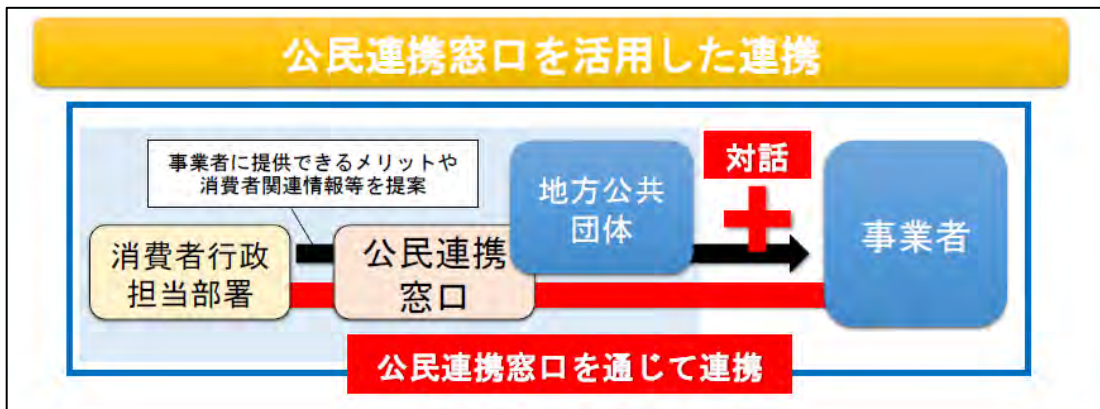 公民連携窓口を活用した連携
事業者に提供できるメリットや
消費者関連情報等を提案
消費者行政
担当部署
公民連携
窓口
地方公共
団体
対話
事業者
公民連携窓口を通じて連携